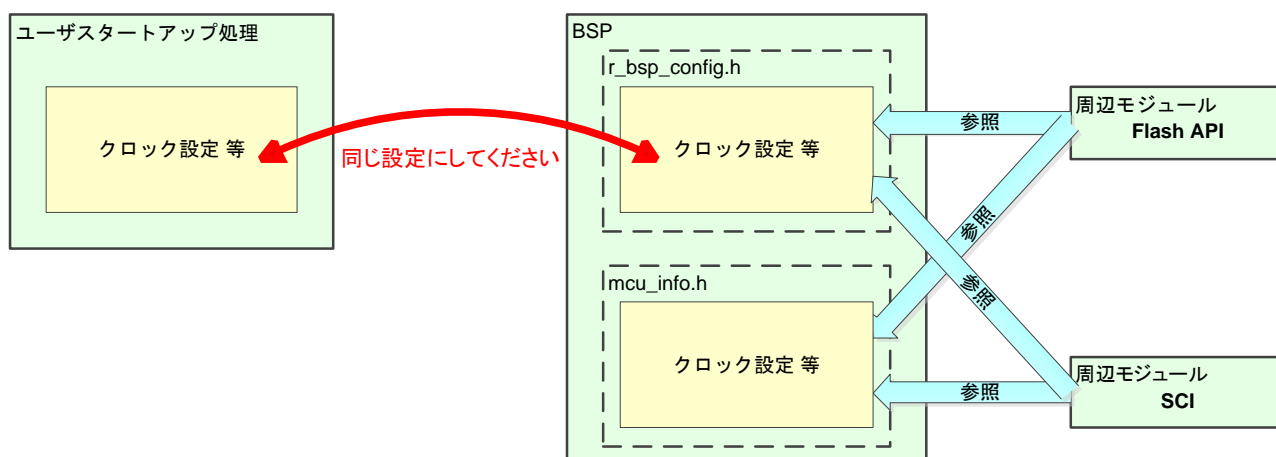 ユーザスタートアップ処理
クロック設定 等
同じ設定にしてください
BSP
r_bsp_config.h
クロック設定 等
mcu_info.h
クロック設定 等
参照
参照
参照
参照
周辺モジュール
Flash API
周辺モジュール
SCI